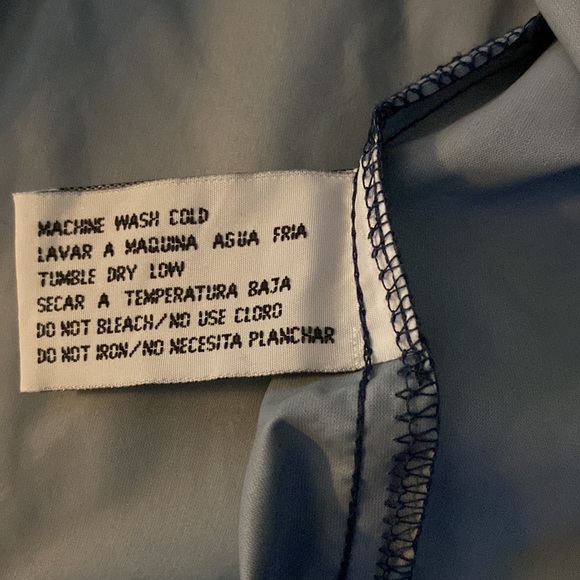 MACHINE WASH COLD
LAVAR A MAQUINA AGUA FRIA
TUMBLE DRY LOW
SECAR A TEMPERATURA BAJA
DO NOT BLEACH/NO USE CLORO
DO NOT IRON/NO NECESITA PLANCHAR